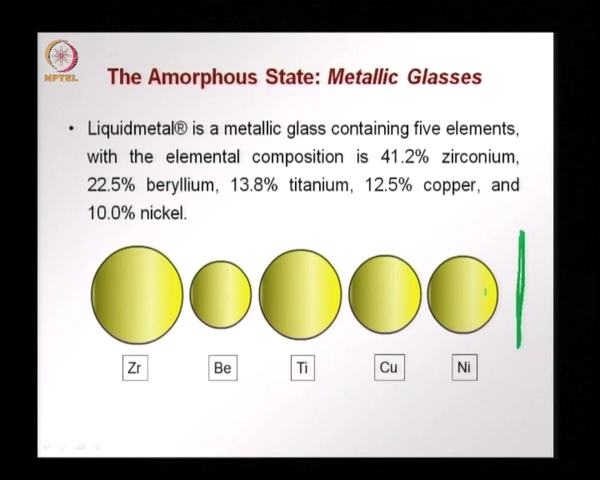 NPTEL
The Amorphous State: Metallic Glasses
• Liquidmetal® is a metallic glass containing five elements,
with the elemental composition is 41.2% zirconium,
22.5% beryllium, 13.8% titanium, 12.5% copper, and
10.0% nickel.
Zr Be Ti Cu Ni